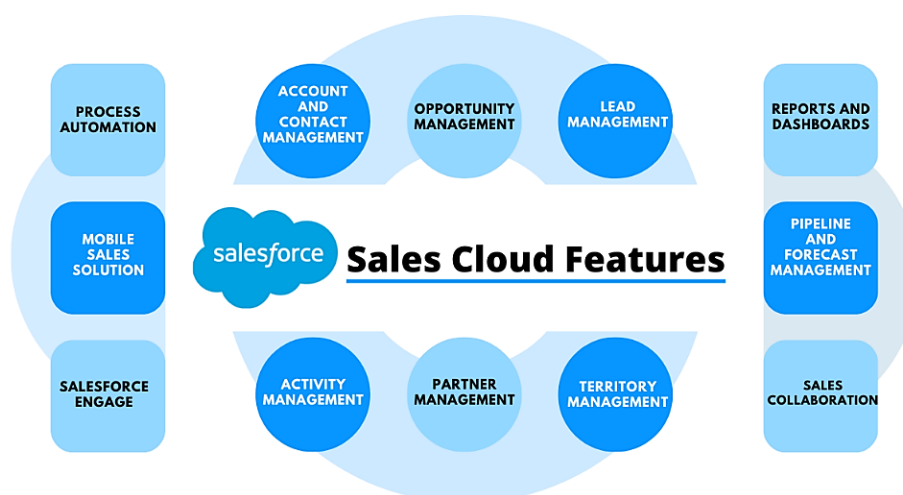 PROCESS
AUTOMATION
ACCOUNT
AND
CONTACT
MANAGEMENT
OPPORTUNITY
MANAGEMENT
LEAD
MANAGEMENT
REPORTS AND
DASHBOARDS
MOBILE
SALES
SOLUTION
salesforce
Sales Cloud Features
PIPELINE
AND
FORECAST
MANAGEMENT
SALESFORCE
ENGAGE
ACTIVITY
MANAGEMENT
PARTNER
MANAGEMENT
TERRITORY
MANAGEMENT
SALES
COLLABORATION